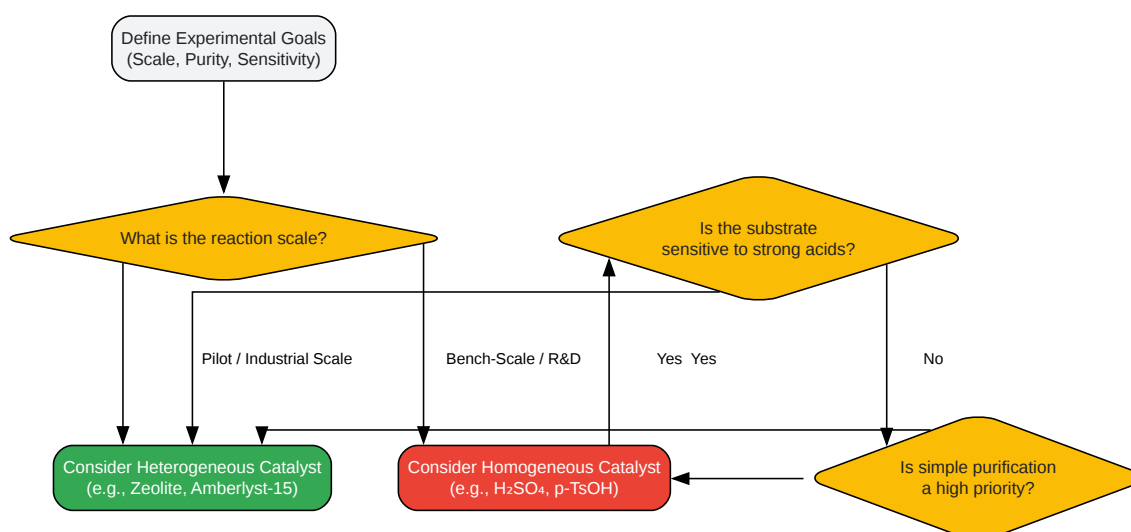 Define Experimental Goals
(Scale, Purity, Sensitivity)
What is the reaction scale?
Is the substrate
sensitive to strong acids?
Pilot / Industrial Scale
Bench-Scale / R&D
Yes Yes
No
Consider Heterogeneous Catalyst
(e.g., Zeolite, Amberlyst-15)
Consider Homogeneous Catalyst
(e.g., H₂SO₄, p-TsOH)
Is simple purification
a high priority?